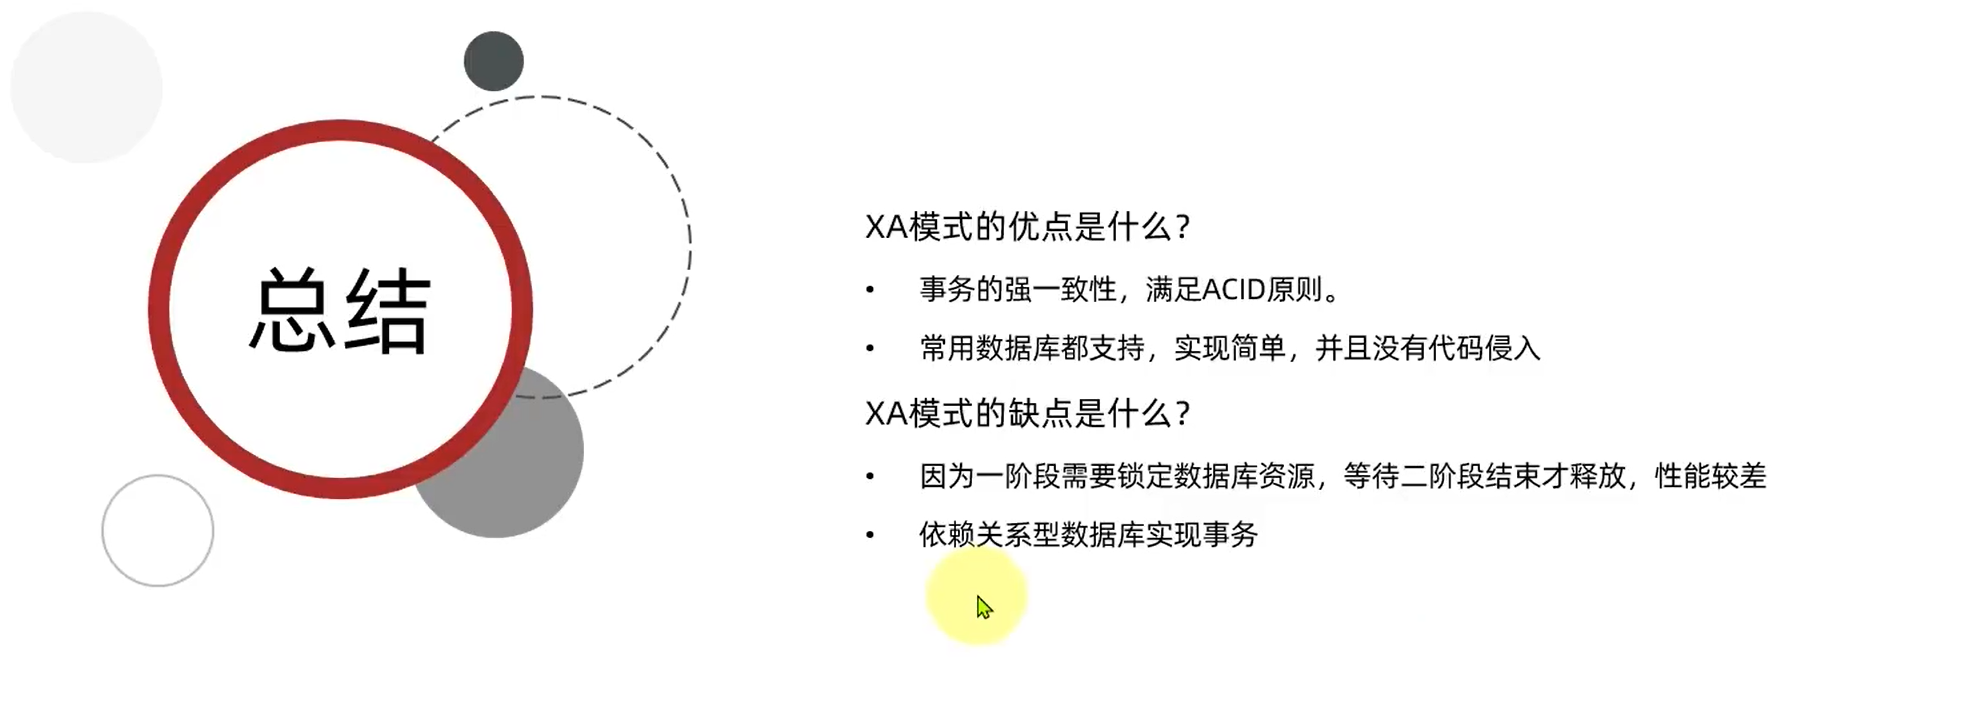 总结
XA模式的优点是什么？
• 事务的强一致性，满足ACID原则。
• 常用数据库都支持，实现简单，并且没有代码侵入
XA模式的缺点是什么？
• 因为一阶段需要锁定数据库资源，等待二阶段结束才释放，性能较差
• 依赖关系型数据库实现事务